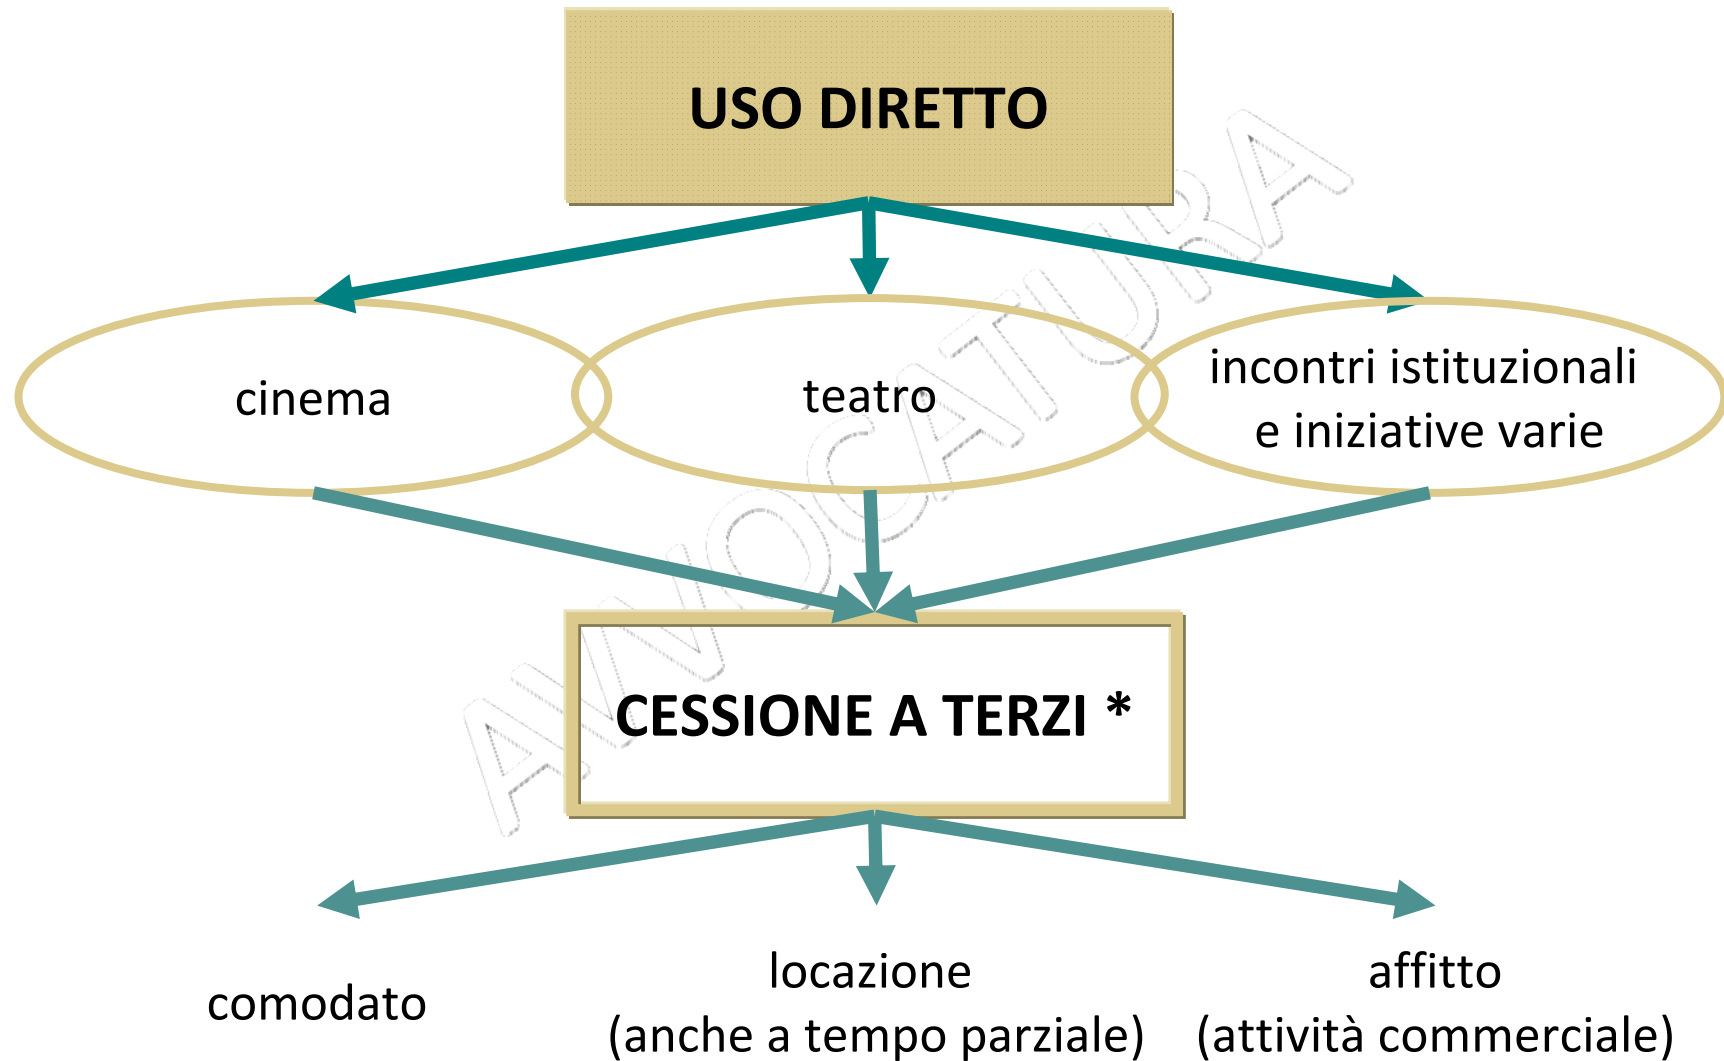 USO DIRETTO
cinema
teatro
incontri istituzionali
e iniziative varie
AVVOCATURA
CESSIONE A TERZI *
comodato
locazione
(anche a tempo parziale)
affitto
(attività commerciale)